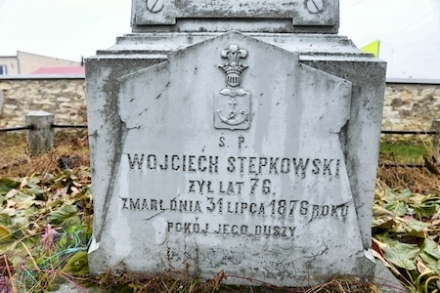 Ś. P.
WOJCIECH STĘPKOWSKI
ŻYŁ LAT 76.
ZMARŁ DNIA 31 LIPCA 1876 ROKU
POKÓJ JEGO DUSZY